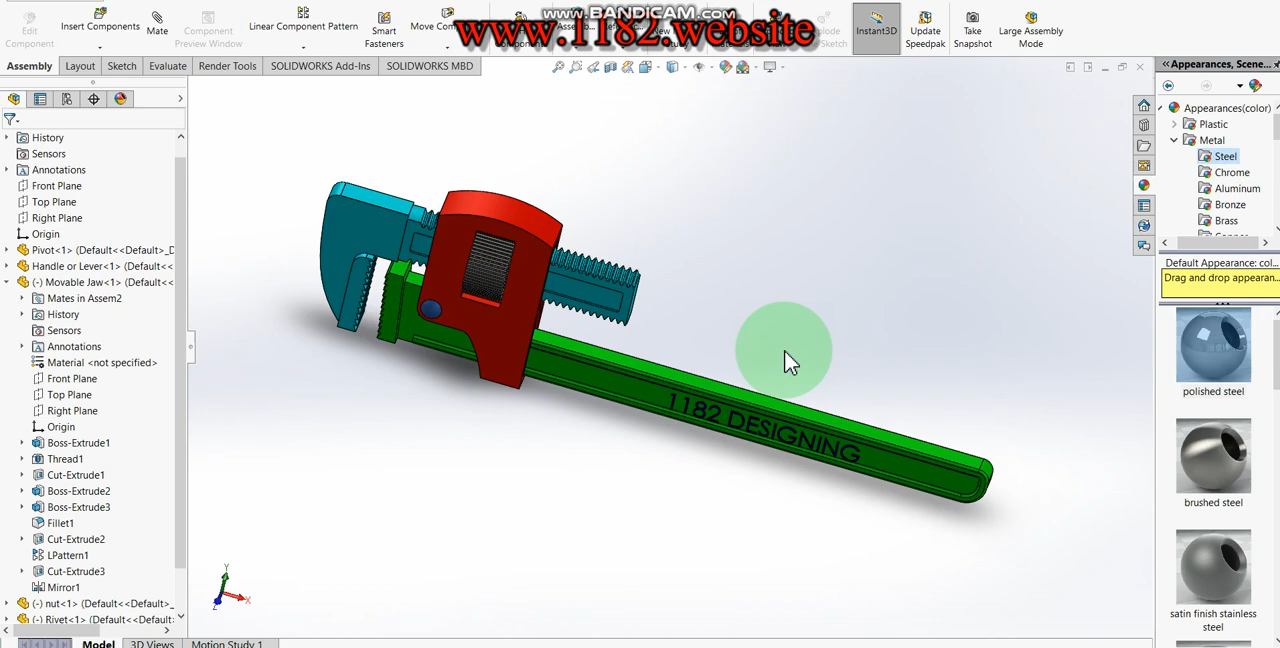 www.BANDICAM.com
www.1182.website
Edit
Component
Insert Components
Mate
Component
Preview Window
Linear Component Pattern
Smart
Fasteners
Move
Instant3D
Update
Speedpak
Take
Snapshot
Large Assembly
Mode
Assembly
Layout
Sketch
Evaluate
Render Tools
SOLIDWORKS Add-Ins
SOLIDWORKS MBD
History
Sensors
Annotations
Front Plane
Top Plane
Right Plane
Origin
Pivot<1> (Default<<Default>_D
Handle or Lever<1> (Default<<
(-) Movable Jaw<1> (Default<<
Mates in Assem2
History
Sensors
Annotations
Material <not specified>
Front Plane
Top Plane
Right Plane
Origin
Boss-Extrude1
Thread1
Cut-Extrude1
Boss-Extrude2
Boss-Extrude3
Fillet1
Cut-Extrude2
LPattern1
Cut-Extrude3
Mirror1
(-) nut<1> (Default<<Default>_
(-) Rivet<1> (Default<<Default
Model
3D Views
Motion Study 1
1182 DESIGNING
Y
X
Z
Appearances, Scene...
Appearances(color)
Plastic
Metal
Steel
Chrome
Aluminum
Bronze
Brass
Default Appearance: col...
Drag and drop appearan...
polished steel
brushed steel
satin finish stainless
steel